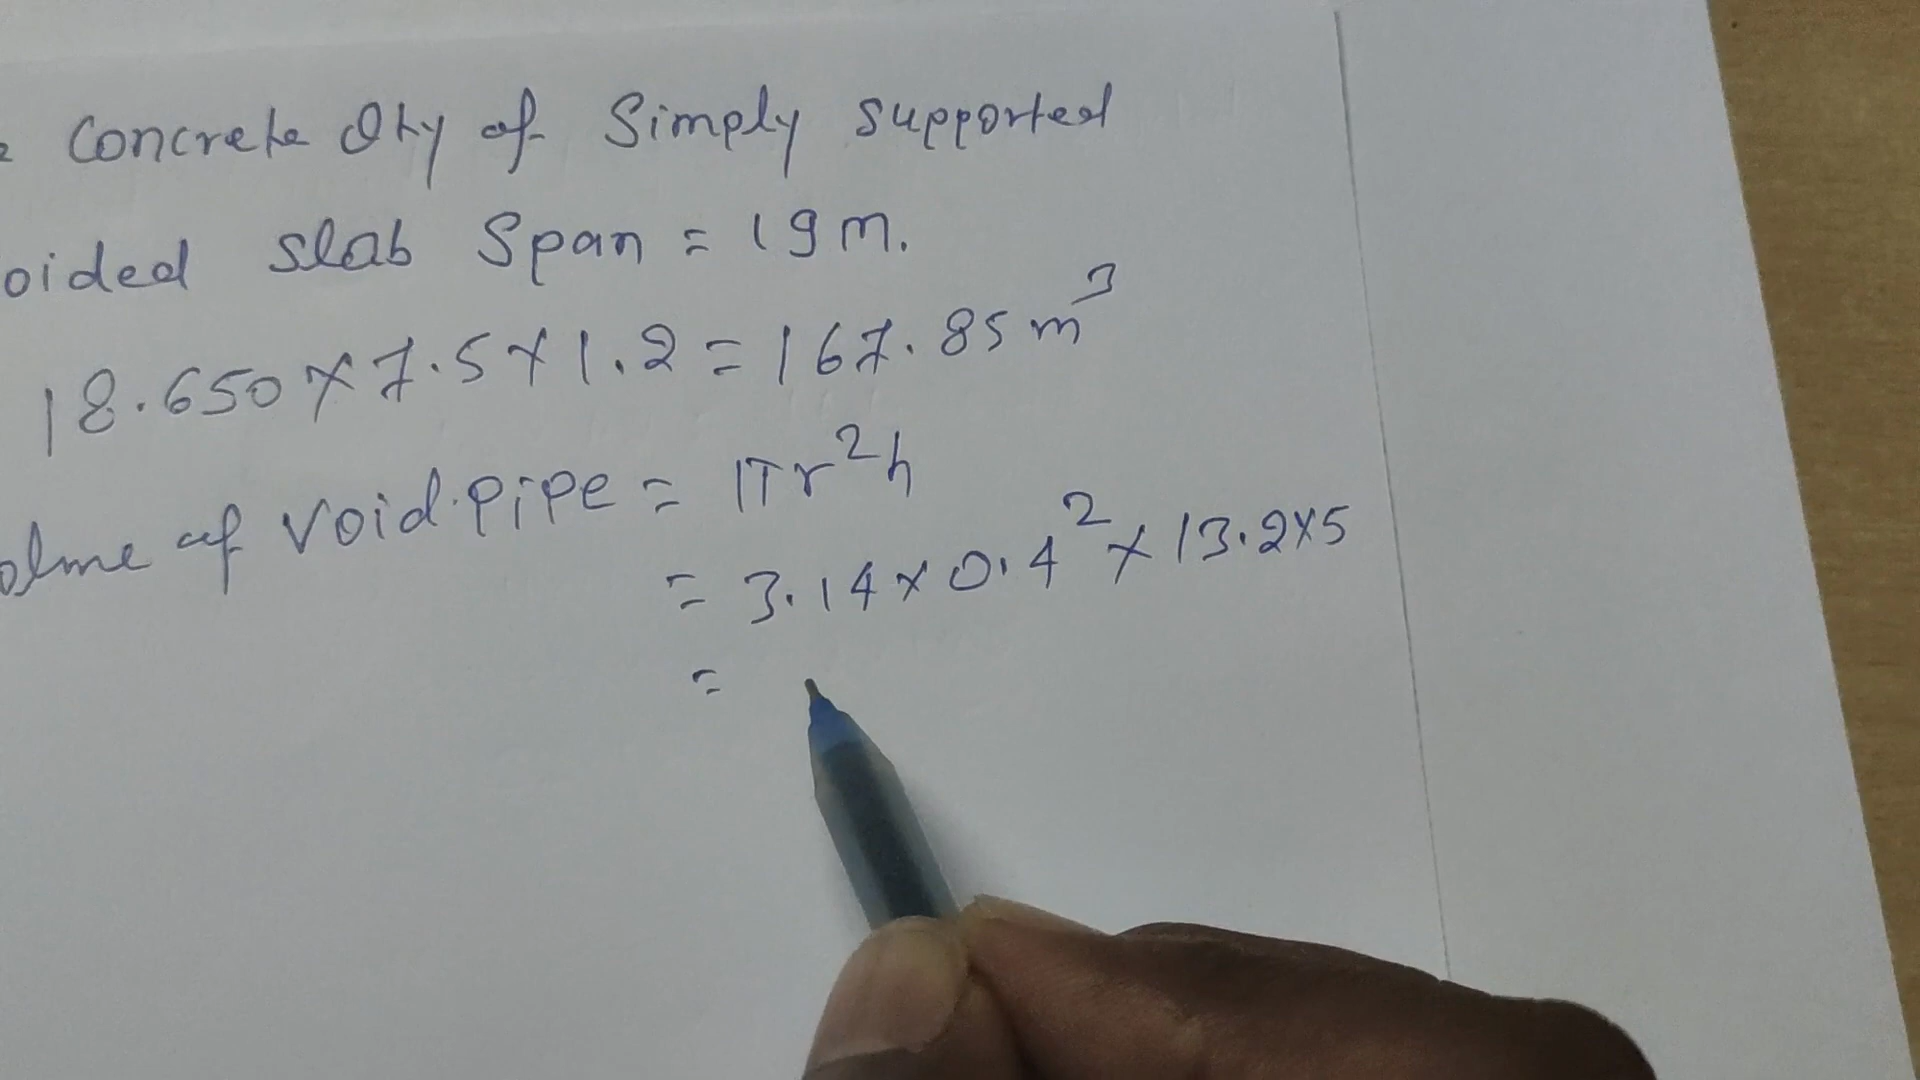 Concrete Qty of Simply Supported
oided slab Span = 19m.
18.650 × 7.5 × 1.2 = 167.85 m³
olme of void.pipe = πr²h
= 3.14 × 0.4² × 13.2 × 5
=